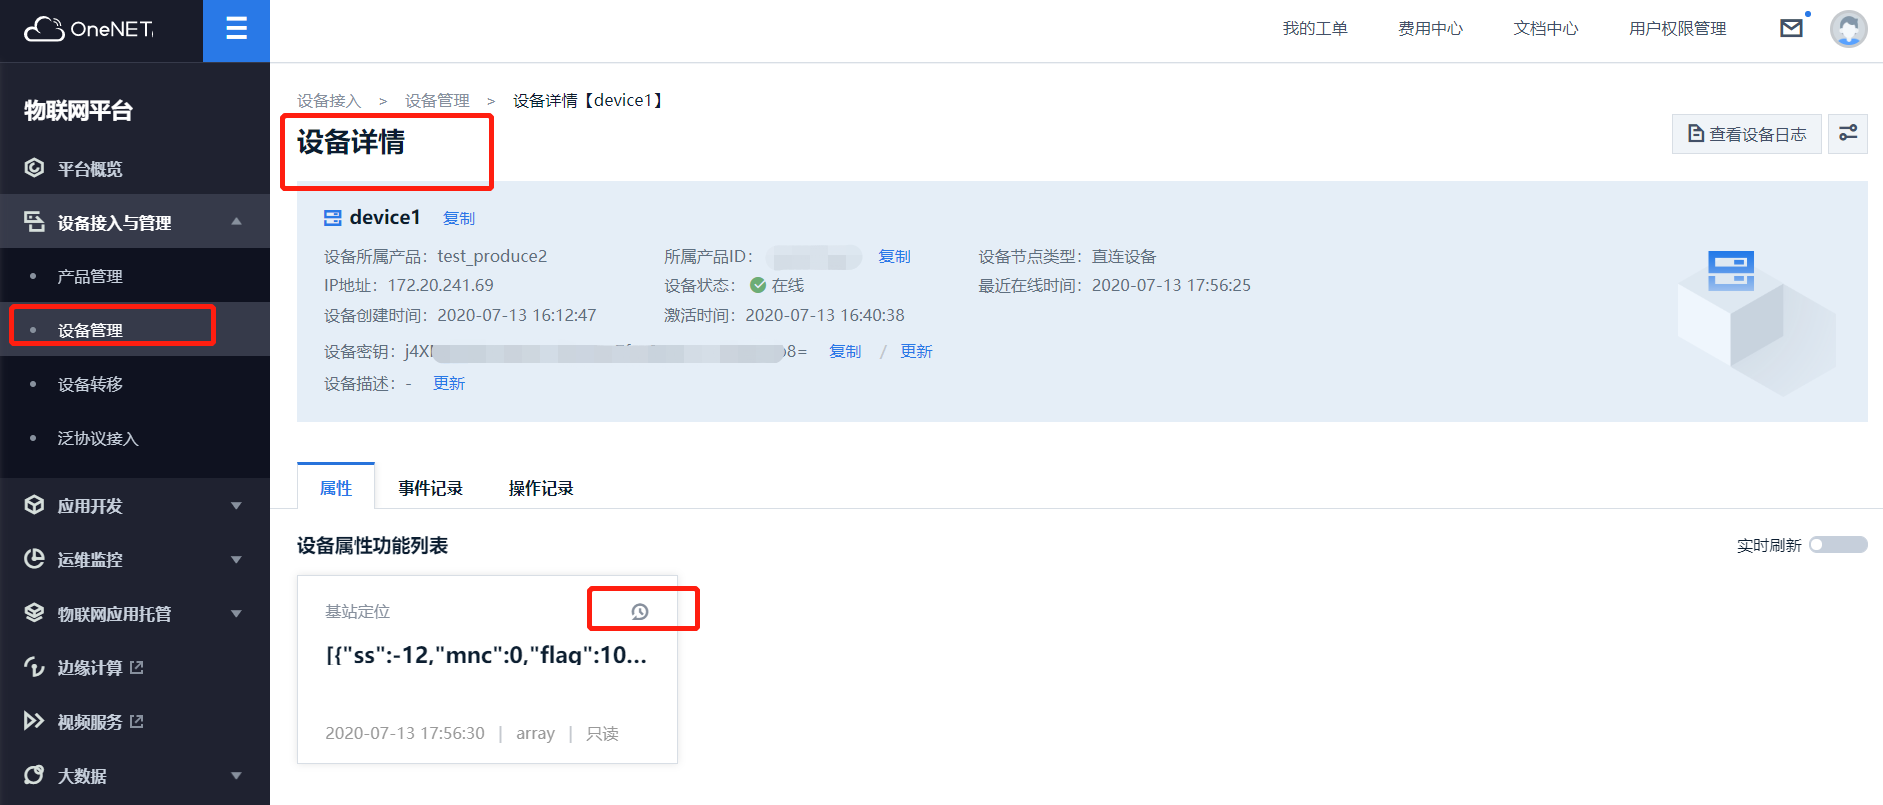 OneNET
我的工单
费用中心
文档中心
用户权限管理
物联网平台
平台概览
设备接入与管理
产品管理
设备管理
设备转移
泛协议接入
应用开发
运维监控
物联网应用托管
边缘计算
视频服务
大数据
设备接入 > 设备管理 > 设备详情【device1】
设备详情
查看设备日志
device1 复制
设备所属产品：test_produce2
所属产品ID： 复制
设备节点类型：直连设备
IP地址：172.20.241.69
设备状态： 在线
最近在线时间：2020-07-13 17:56:25
设备创建时间：2020-07-13 16:12:47
激活时间：2020-07-13 16:40:38
设备密钥：j4X 8= 复制 / 更新
设备描述：- 更新
属性
事件记录
操作记录
设备属性功能列表
实时刷新
基站定位
[{"ss":-12,"mnc":0,"flag":10...
2020-07-13 17:56:30 | array | 只读